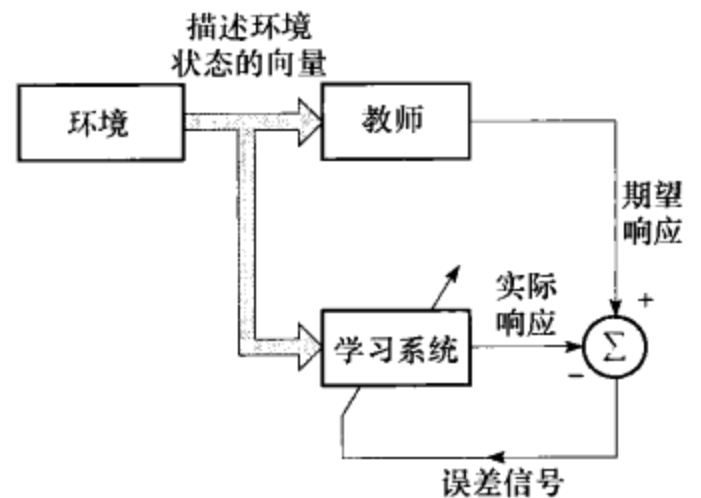 描述环境
状态的向量
环境
教师
期望
响应
+
实际
响应
学习系统
Σ
−
误差信号